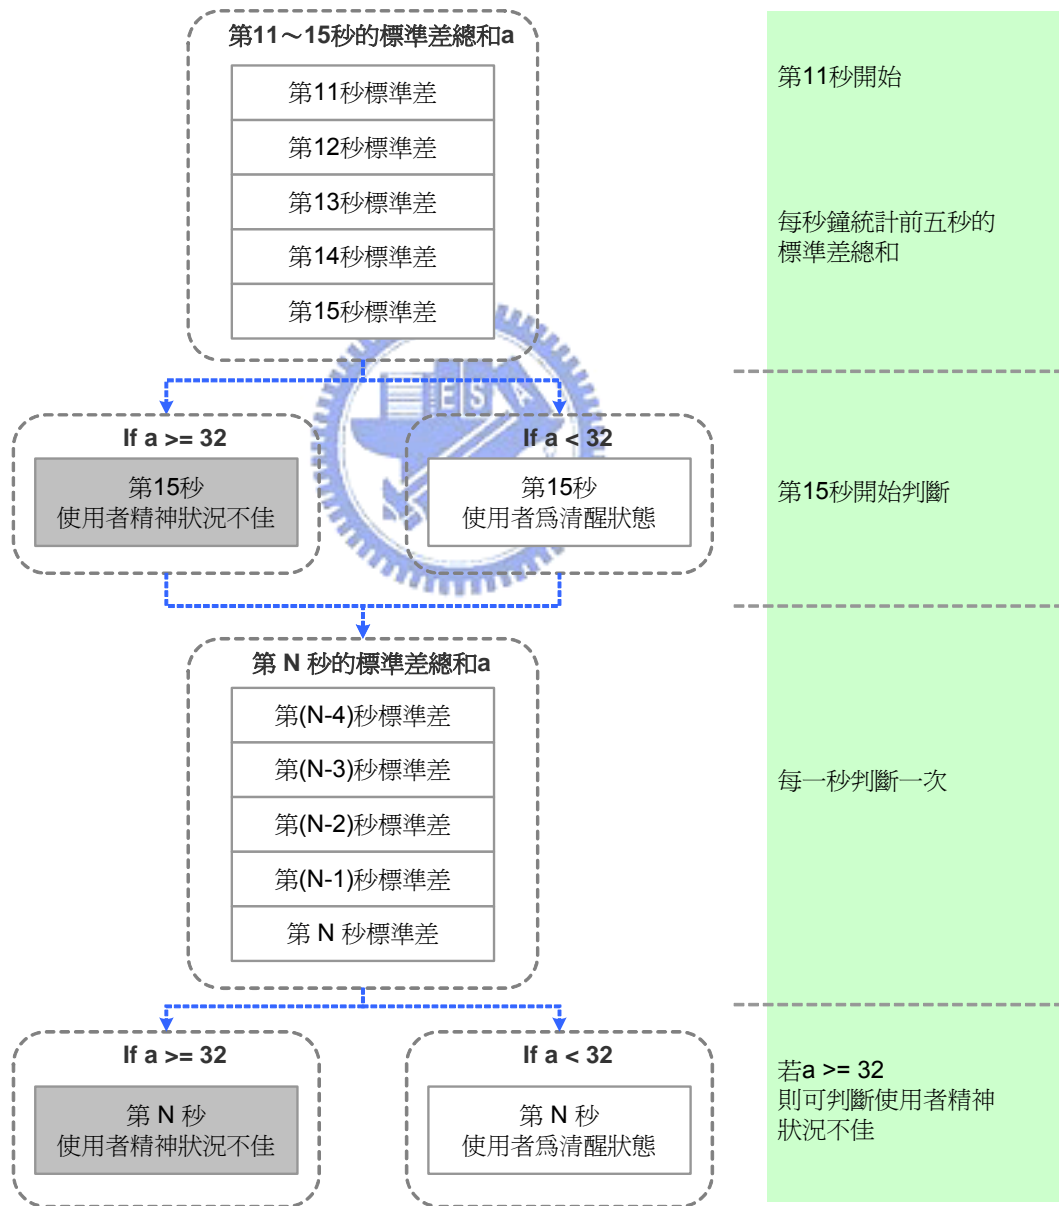 第11～15秒的標準差總和a
第11秒標準差
第12秒標準差
第13秒標準差
第14秒標準差
第15秒標準差
第11秒開始
每秒鐘統計前五秒的
標準差總和
ES
A
If a >= 32
第15秒
使用者精神狀況不佳
If a < 32
第15秒
使用者爲清醒狀態
第15秒開始判斷
第 N 秒的標準差總和a
第(N-4)秒標準差
第(N-3)秒標準差
第(N-2)秒標準差
第(N-1)秒標準差
第 N 秒標準差
每一秒判斷一次
If a >= 32
第 N 秒
使用者精神狀況不佳
If a < 32
第 N 秒
使用者爲清醒狀態
若a >= 32
則可判斷使用者精神
狀況不佳